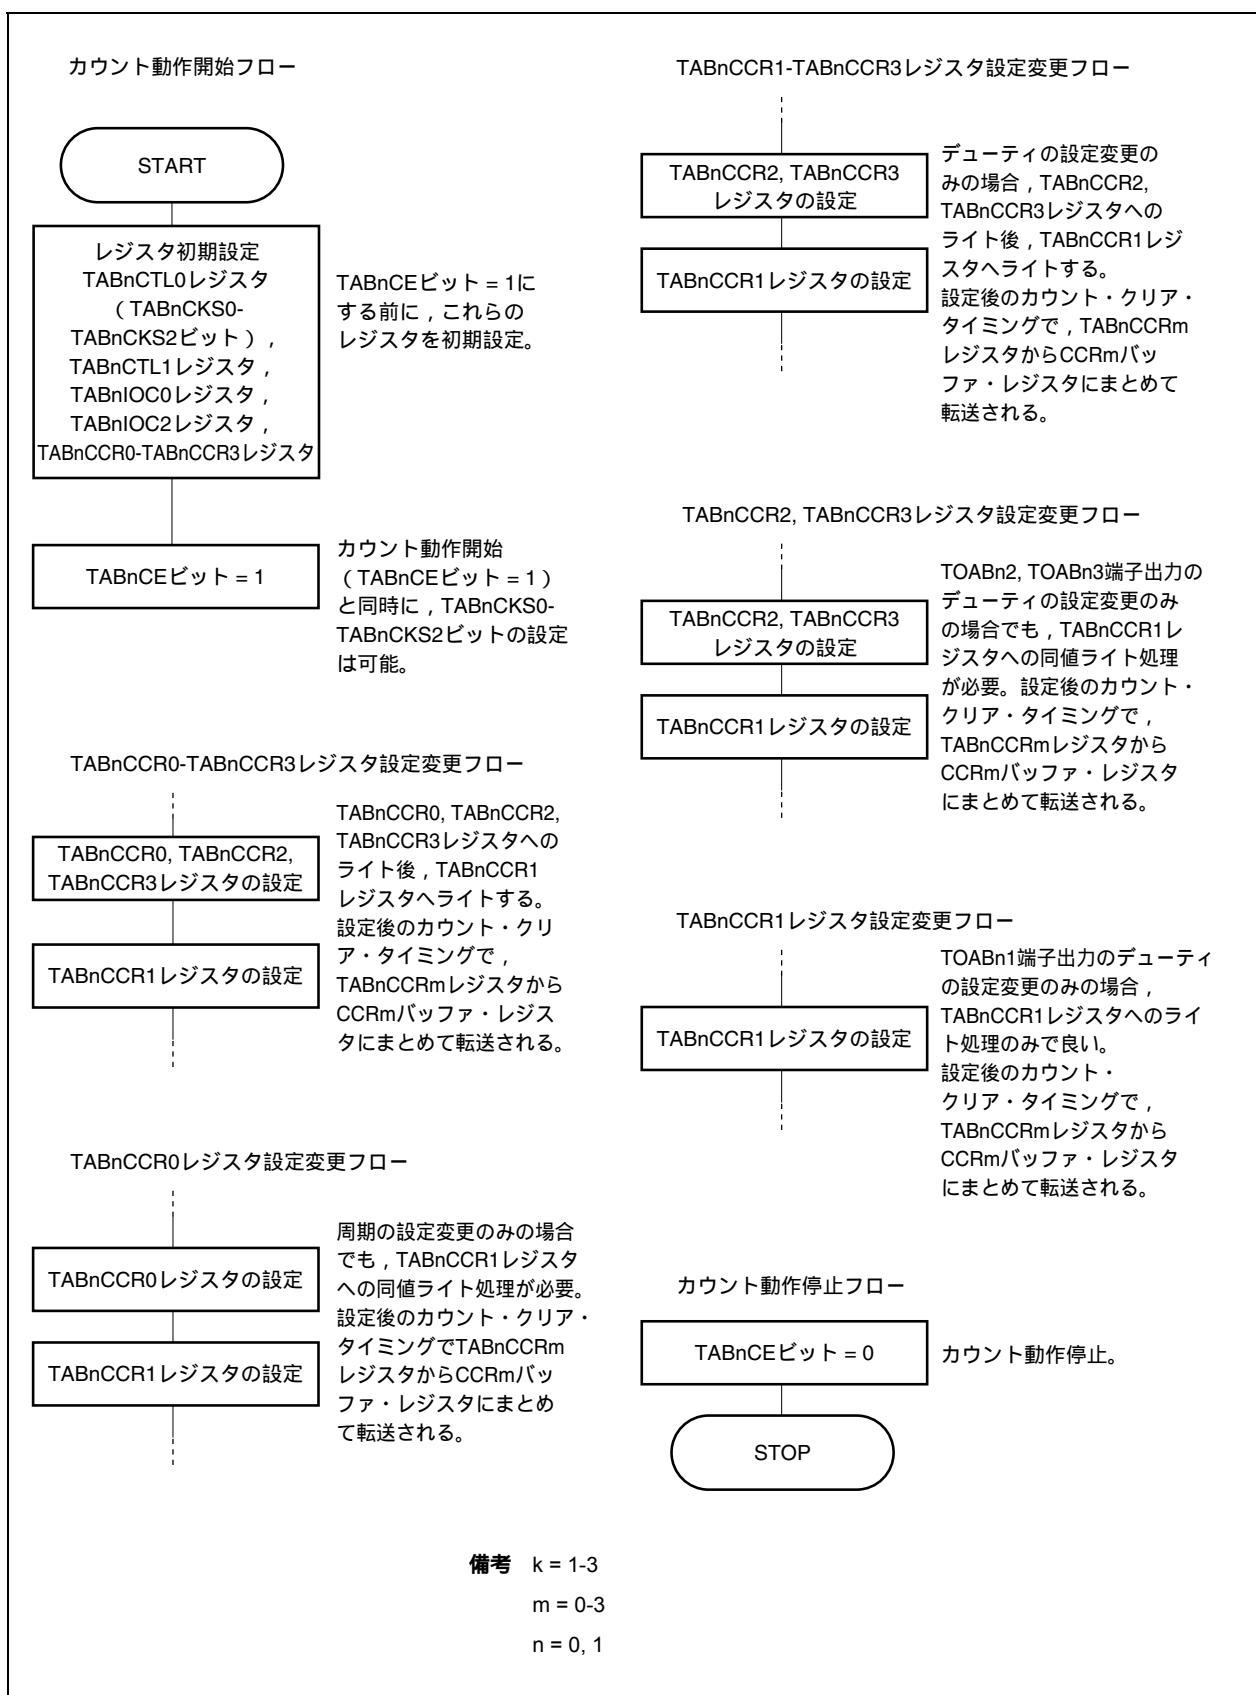 カウント動作開始フロー
START
レジスタ初期設定
TABnCTL0レジスタ
（TABnCKS0-
TABnCKS2ビット），
TABnCTL1レジスタ，
TABnIOC0レジスタ，
TABnIOC2レジスタ，
TABnCCR0-TABnCCR3レジスタ
TABnCEビット = 1に
する前に，これらの
レジスタを初期設定。
TABnCEビット = 1
カウント動作開始
（TABnCEビット = 1）
と同時に，TABnCKS0-
TABnCKS2ビットの設定
は可能。
TABnCCR0-TABnCCR3レジスタ設定変更フロー
TABnCCR0, TABnCCR2,
TABnCCR3レジスタの設定
TABnCCR1レジスタの設定
TABnCCR0, TABnCCR2,
TABnCCR3レジスタへの
ライト後，TABnCCR1
レジスタへライトする。
設定後のカウント・クリ
ア・タイミングで，
TABnCCRmレジスタから
CCRmバッファ・レジス
タにまとめて転送される。
TABnCCR0レジスタ設定変更フロー
TABnCCR0レジスタの設定
TABnCCR1レジスタの設定
周期の設定変更のみの場合
でも，TABnCCR1レジスタ
への同値ライト処理が必要。
設定後のカウント・クリア・
タイミングでTABnCCRm
レジスタからCCRmバッ
ファ・レジスタにまとめ
て転送される。
TABnCCR1-TABnCCR3レジスタ設定変更フロー
TABnCCR2, TABnCCR3
レジスタの設定
TABnCCR1レジスタの設定
デューティの設定変更の
みの場合，TABnCCR2,
TABnCCR3レジスタへの
ライト後，TABnCCR1レジ
スタへライトする。
設定後のカウント・クリア・
タイミングで，TABnCCRm
レジスタからCCRmバッ
ファ・レジスタにまとめて
転送される。
TABnCCR2, TABnCCR3レジスタ設定変更フロー
TABnCCR2, TABnCCR3
レジスタの設定
TABnCCR1レジスタの設定
TOABn2, TOABn3端子出力の
デューティの設定変更のみ
の場合でも，TABnCCR1レ
ジスタへの同値ライト処理
が必要。設定後のカウント・
クリア・タイミングで，
TABnCCRmレジスタから
CCRmバッファ・レジスタ
にまとめて転送される。
TABnCCR1レジスタ設定変更フロー
TABnCCR1レジスタの設定
TOABn1端子出力のデューティ
の設定変更のみの場合，
TABnCCR1レジスタへのライ
ト処理のみで良い。
設定後のカウント・
クリア・タイミングで，
TABnCCRmレジスタから
CCRmバッファ・レジスタ
にまとめて転送される。
カウント動作停止フロー
TABnCEビット = 0
カウント動作停止。
STOP
備考 k = 1-3
m = 0-3
n = 0, 1